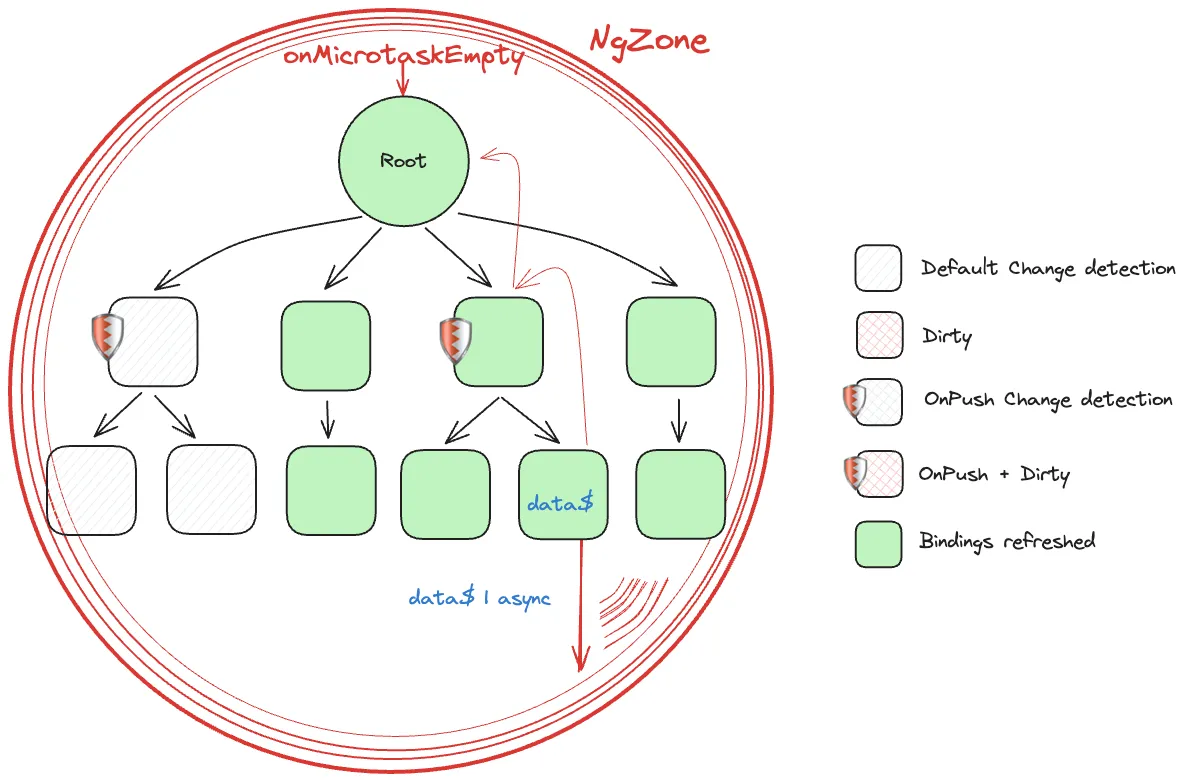 NgZone
onMicrotaskEmpty
Root
data$
data$ | async
Default Change detection
Dirty
OnPush Change detection
OnPush + Dirty
Bindings refreshed